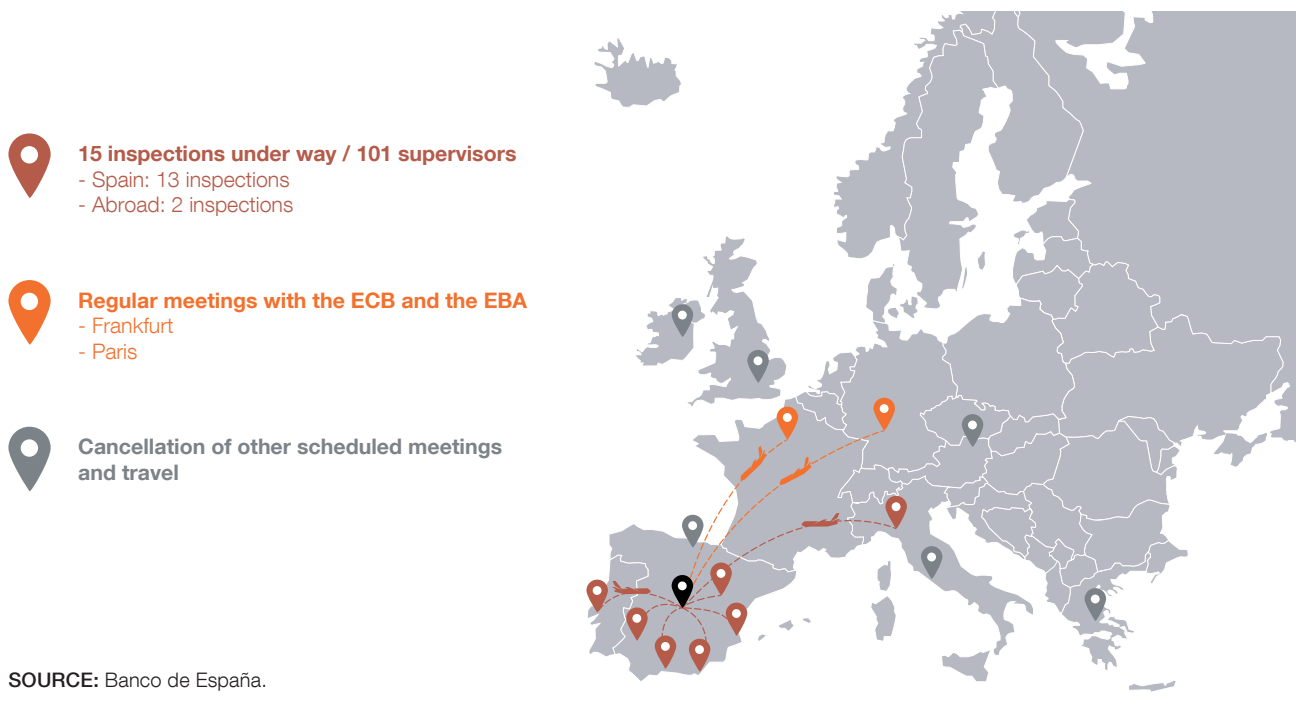 15 inspections under way / 101 supervisors
- Spain: 13 inspections
- Abroad: 2 inspections
Regular meetings with the ECB and the EBA
- Frankfurt
- Paris
Cancellation of other scheduled meetings
and travel
SOURCE: Banco de España.